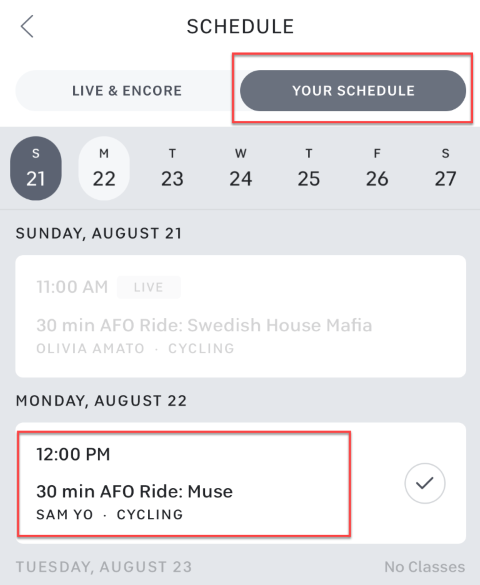 SCHEDULE
LIVE & ENCORE YOUR SCHEDULE
S M T W T F S
21 22 23 24 25 26 27
SUNDAY, AUGUST 21
11:00 AM LIVE
30 min AFO Ride: Swedish House Mafia
OLIVIA AMATO · CYCLING
MONDAY, AUGUST 22
12:00 PM
30 min AFO Ride: Muse
SAM YO · CYCLING
TUESDAY, AUGUST 23 No Classes